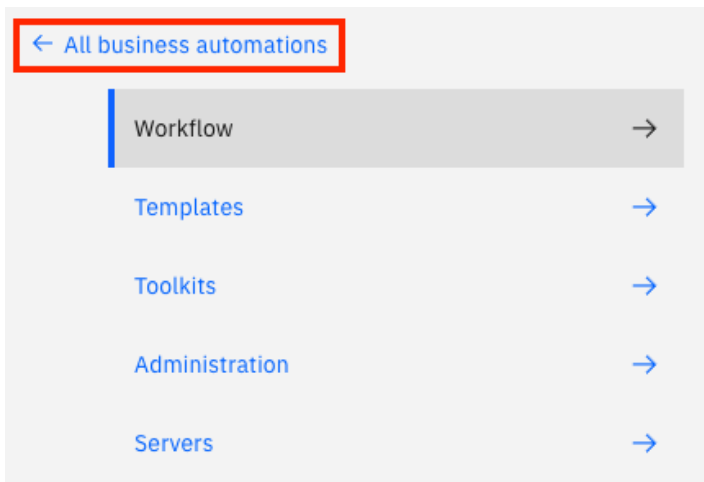 ← All business automations
Workflow →
Templates →
Toolkits →
Administration →
Servers →